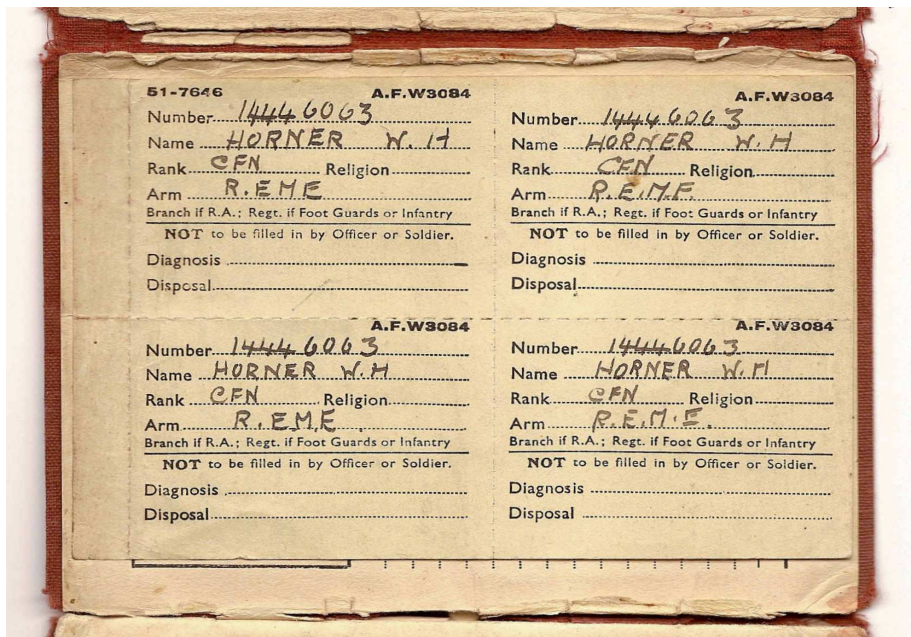 51-7646 A.F.W3084
Number 14446063
Name HORNER W. H
Rank CFN Religion
Arm R. EME
Branch if R.A.; Regt. if Foot Guards or Infantry
NOT to be filled in by Officer or Soldier.
Diagnosis
Disposal
A.F.W3084
Number 14446063
Name HORNER W. H
Rank CFN Religion
Arm R.E.M.E.
Branch if R.A.; Regt. if Foot Guards or Infantry
NOT to be filled in by Officer or Soldier.
Diagnosis
Disposal
A.F.W3084
Number 14446063
Name HORNER W.H
Rank CFN Religion
Arm R.EME
Branch if R.A.; Regt. if Foot Guards or Infantry
NOT to be filled in by Officer or Soldier.
Diagnosis
Disposal
A.F.W3084
Number 14446063
Name HORNER W.H
Rank CFN Religion
Arm R.E.M.E.
Branch if R.A.; Regt. if Foot Guards or Infantry
NOT to be filled in by Officer or Soldier.
Diagnosis
Disposal